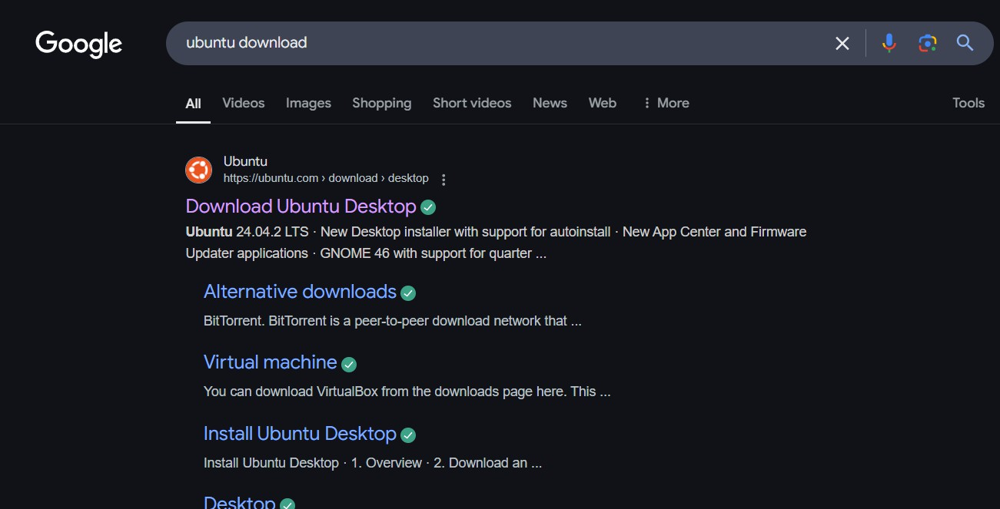 Google
ubuntu download
All Videos Images Shopping Short videos News Web More Tools
Ubuntu
https://ubuntu.com › download › desktop
Download Ubuntu Desktop
Ubuntu 24.04.2 LTS · New Desktop installer with support for autoinstall · New App Center and Firmware
Updater applications · GNOME 46 with support for quarter ...
Alternative downloads
BitTorrent. BitTorrent is a peer-to-peer download network that ...
Virtual machine
You can download VirtualBox from the downloads page here. This ...
Install Ubuntu Desktop
Install Ubuntu Desktop · 1. Overview · 2. Download an ...
Desktop